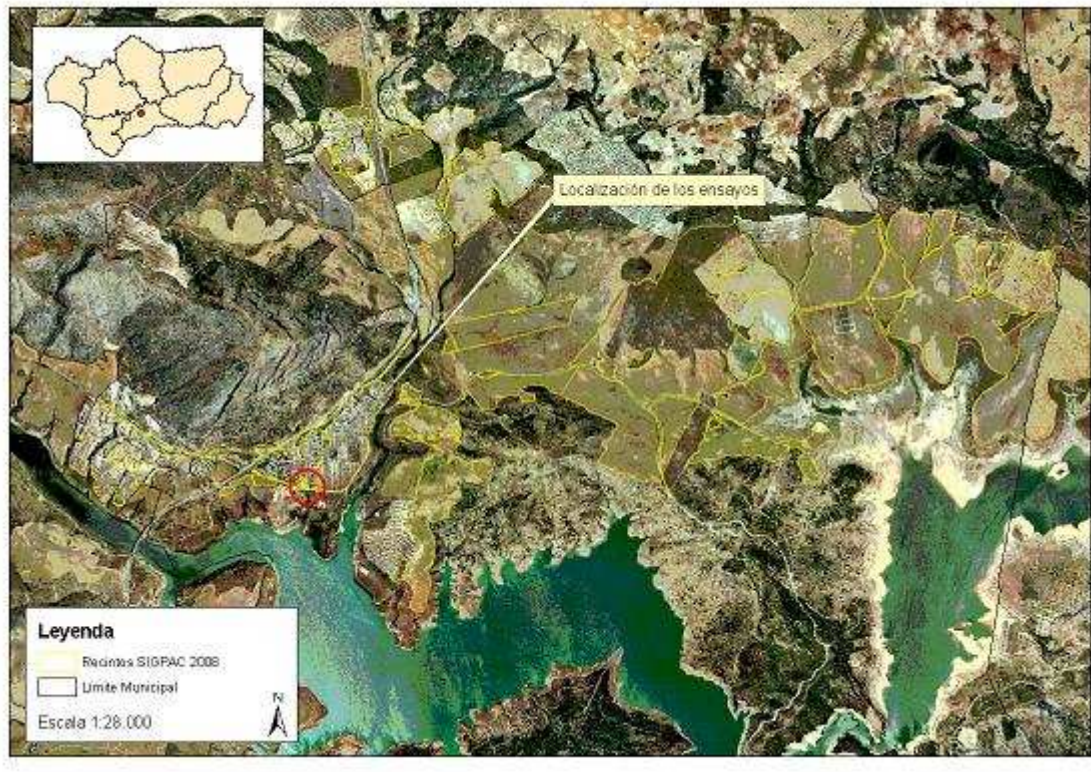 Localización de los ensayos
Leyenda
Recintos SIGPAC 2008
Límite Municipal
N
Escala 1:28.000